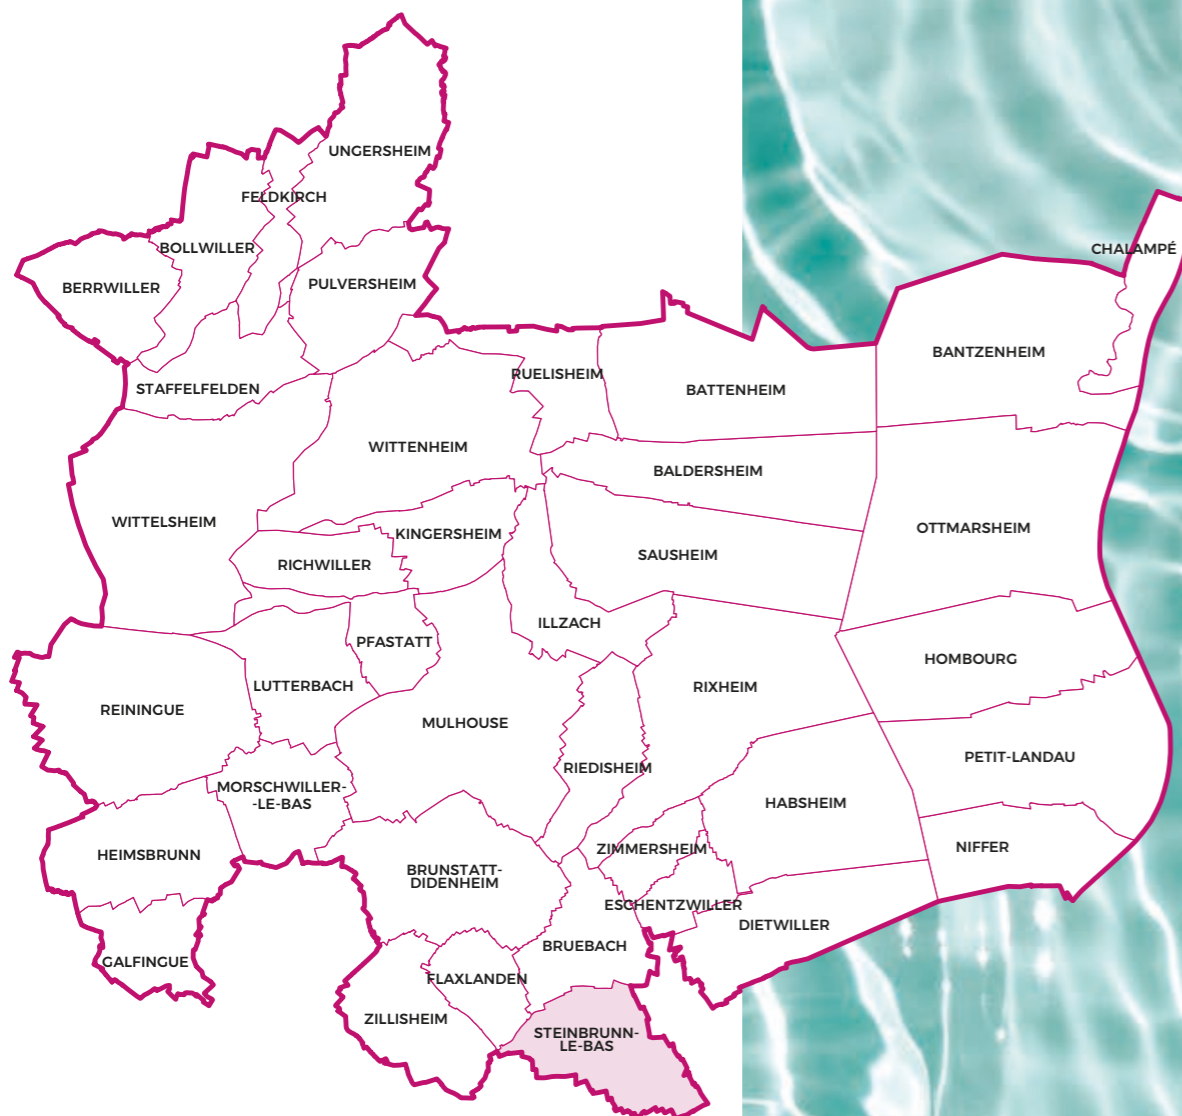 UNGERSHEIM
FELDKIRCH
BOLLWILLER
CHALAMPÉ
BERRWILLER
PULVERSHEIM
BANTZENHEIM
RUELISHEIM
STAFFELFELDEN
BATTENHEIM
WITTENHEIM
BALDERSHEIM
WITTELSHEIM
OTTMARSHEIM
KINGERSHEIM
SAUSHEIM
RICHWILLER
ILLZACH
PFASTATT
HOMBOURG
LUTTERBACH
RIXHEIM
REININGUE
MULHOUSE
PETIT-LANDAU
RIEDISHEIM
MORSCHWILLER-
-LE-BAS
HABSHEIM
ZIMMERSHEIM
NIFFER
HEIMSBRUNN
BRUNSTATT-
DIDENHEIM
ESCHENTZWILLER
DIETWILLER
BRUEBACH
GALFINGUE
FLAXLANDEN
ZILLISHEIM
STEINBRUNN-
LE-BAS